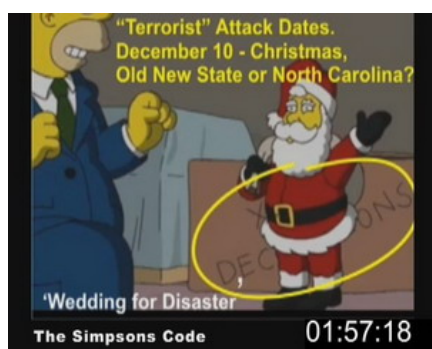 “Terrorist” Attack Dates.
December 10 - Christmas,
Old New State or North Carolina?
‘Wedding for Disaster’
The Simpsons Code
01:57:18